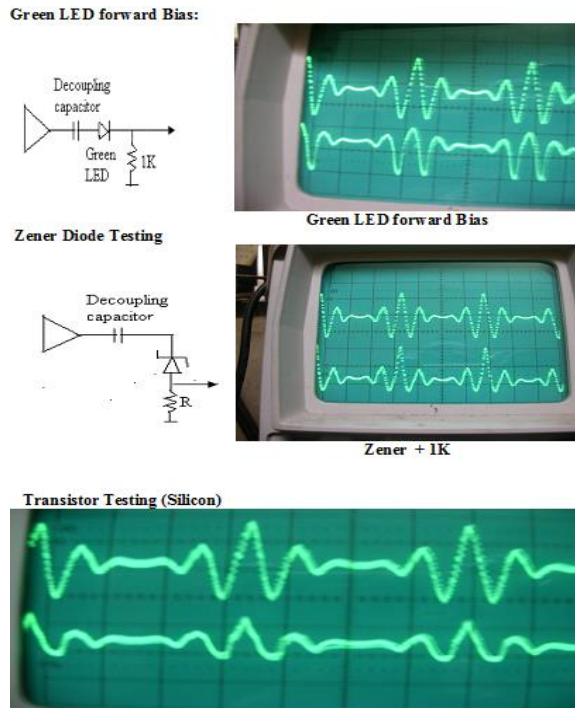 Green LED forward Bias:
Decoupling
capacitor
Green
LED
1K
Green LED forward Bias
Zener Diode Testing
Decoupling
capacitor
R
Zener + 1K
Transistor Testing (Silicon)